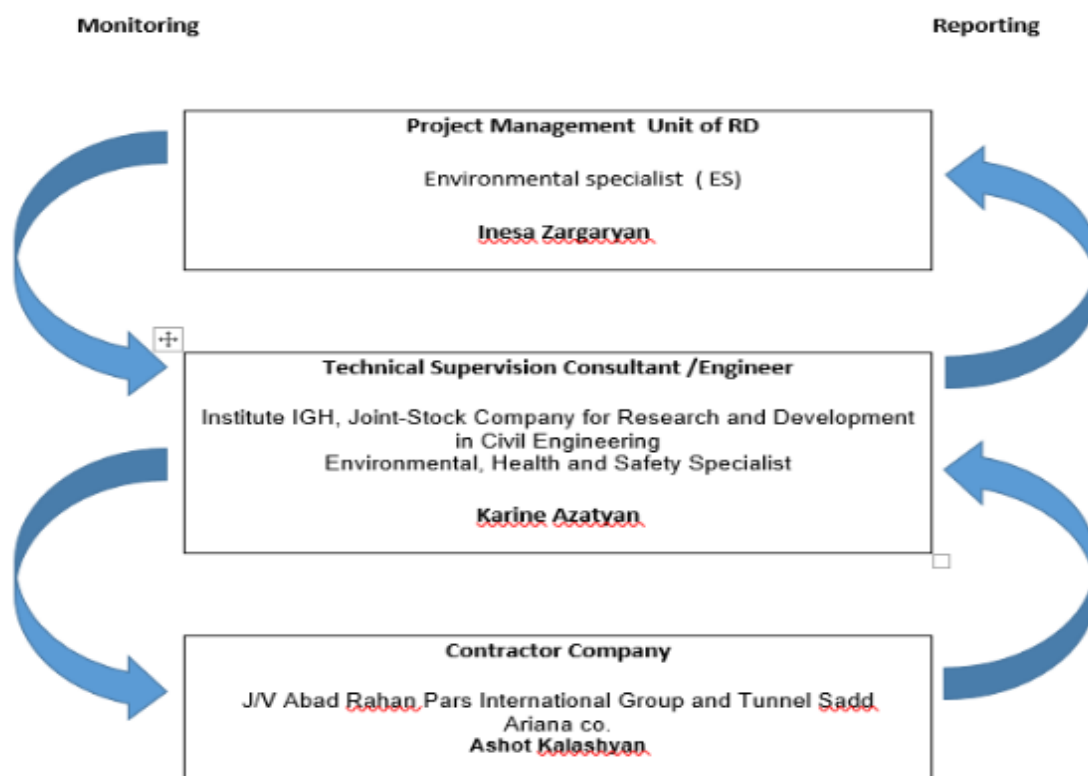 Monitoring
Reporting
Project Management Unit of RD
Environmental specialist ( ES)
Inesa Zargaryan
Technical Supervision Consultant /Engineer
Institute IGH, Joint-Stock Company for Research and Development
in Civil Engineering
Environmental, Health and Safety Specialist
Karine Azatyan
Contractor Company
J/V Abad Rahan Pars International Group and Tunnel Sadd
Ariana co.
Ashot Kalashyan